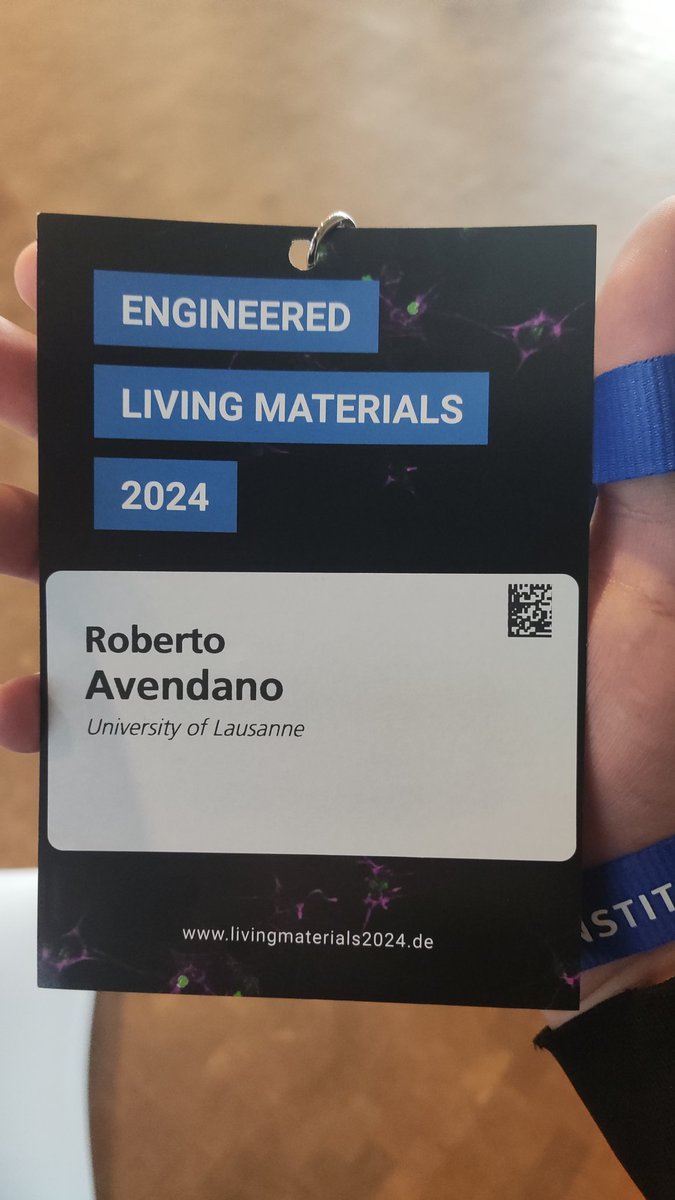 ENGINEERED
LIVING MATERIALS
2024
Roberto
Avendano
University of Lausanne
www.livingmaterials2024.de